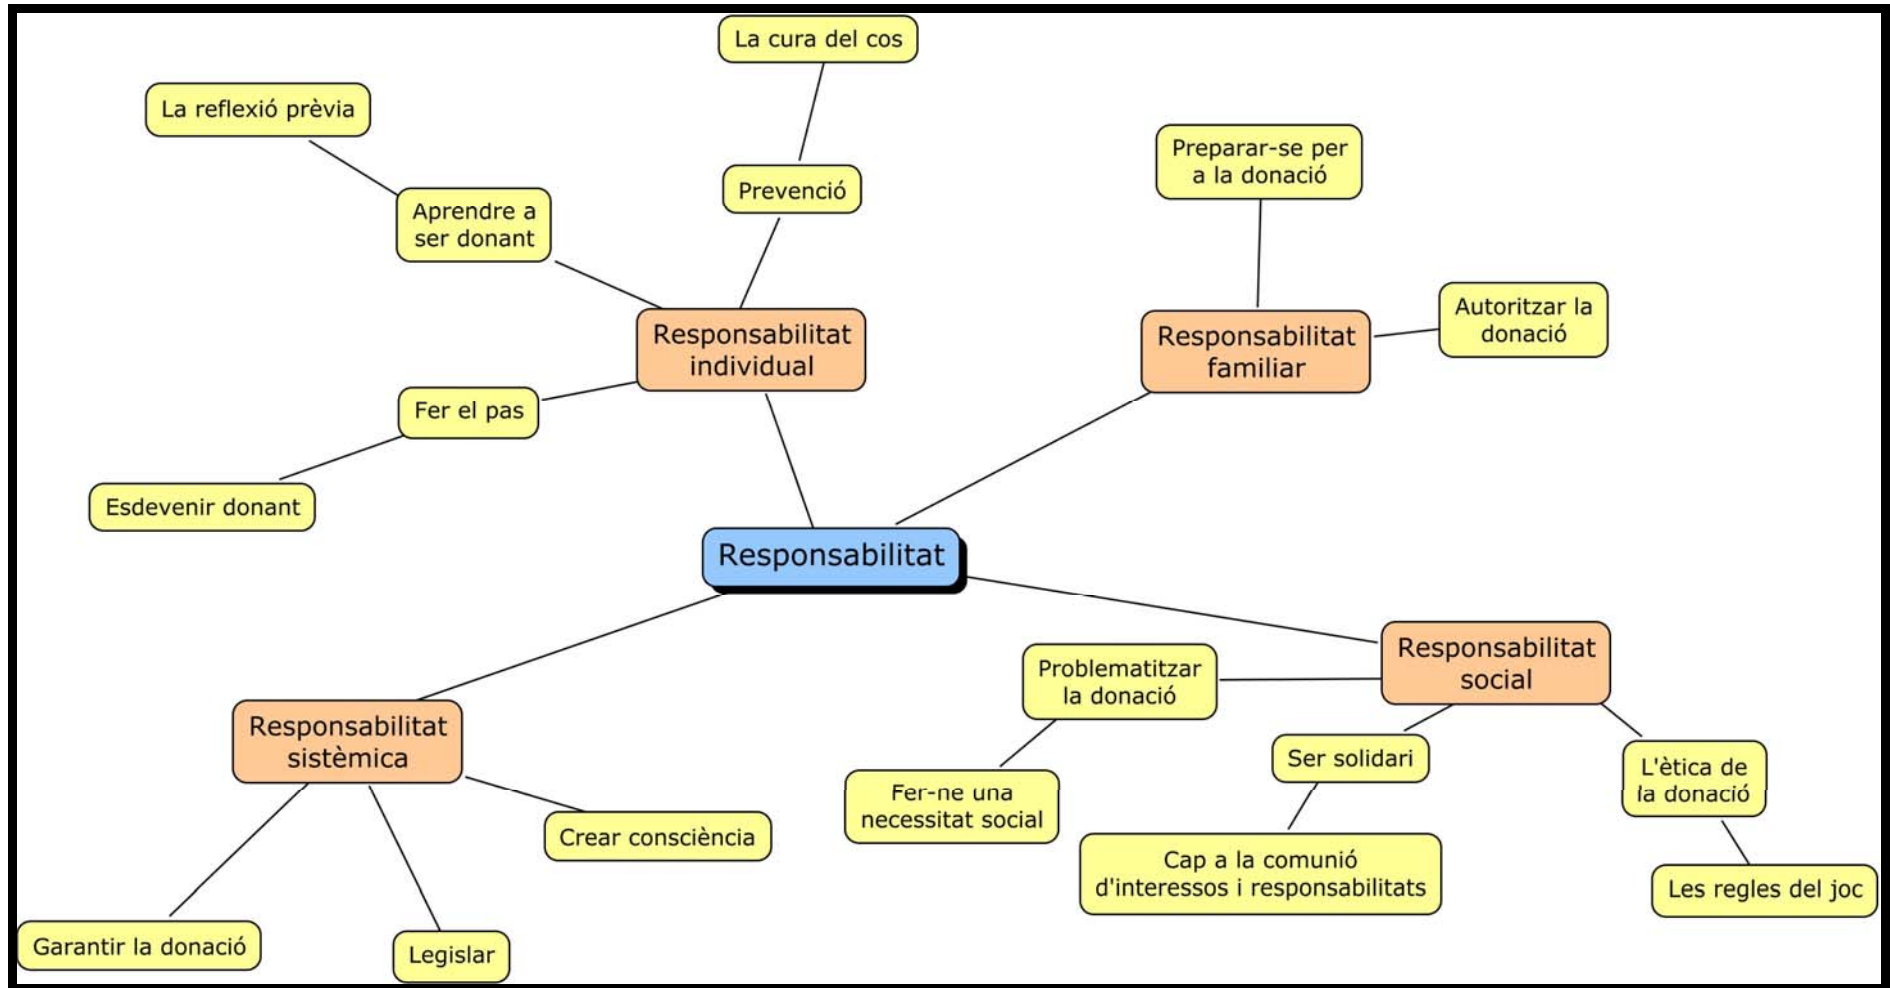 La cura del cos
La reflexió prèvia
Preparar-se per
a la donació
Prevenció
Aprendre a
ser donant
Autoritzar la
donació
Responsabilitat
individual
Responsabilitat
familiar
Fer el pas
Esdevenir donant
Responsabilitat
Responsabilitat
social
Problematitzar
la donació
Responsabilitat
sistèmica
Ser solidari
L'ètica de
la donació
Fer-ne una
necessitat social
Crear consciència
Cap a la comunió
d'interessos i responsabilitats
Les regles del joc
Garantir la donació
Legislar